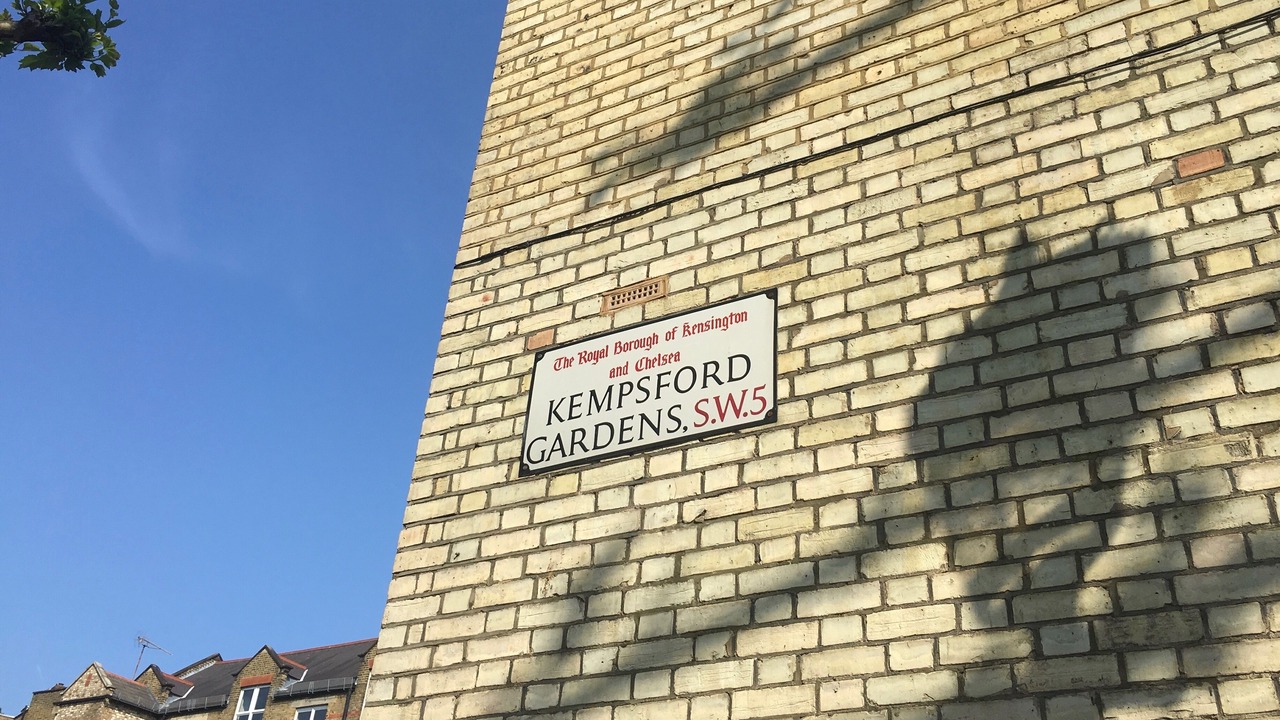 The Royal Borough of Kensington
and Chelsea
KEMPSFORD
GARDENS, S.W.5